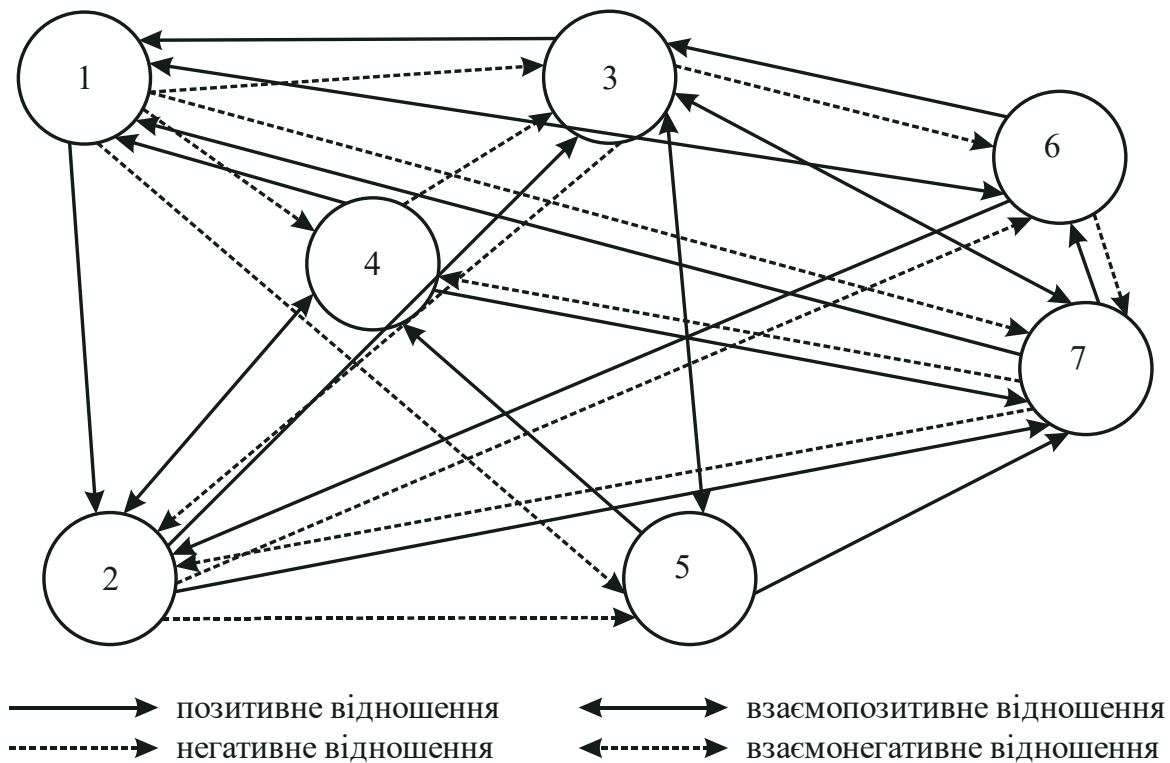 1
3
6
4
7
2
5
позитивне відношення
взаємопозитивне відношення
негативне відношення
взаємонегативне відношення